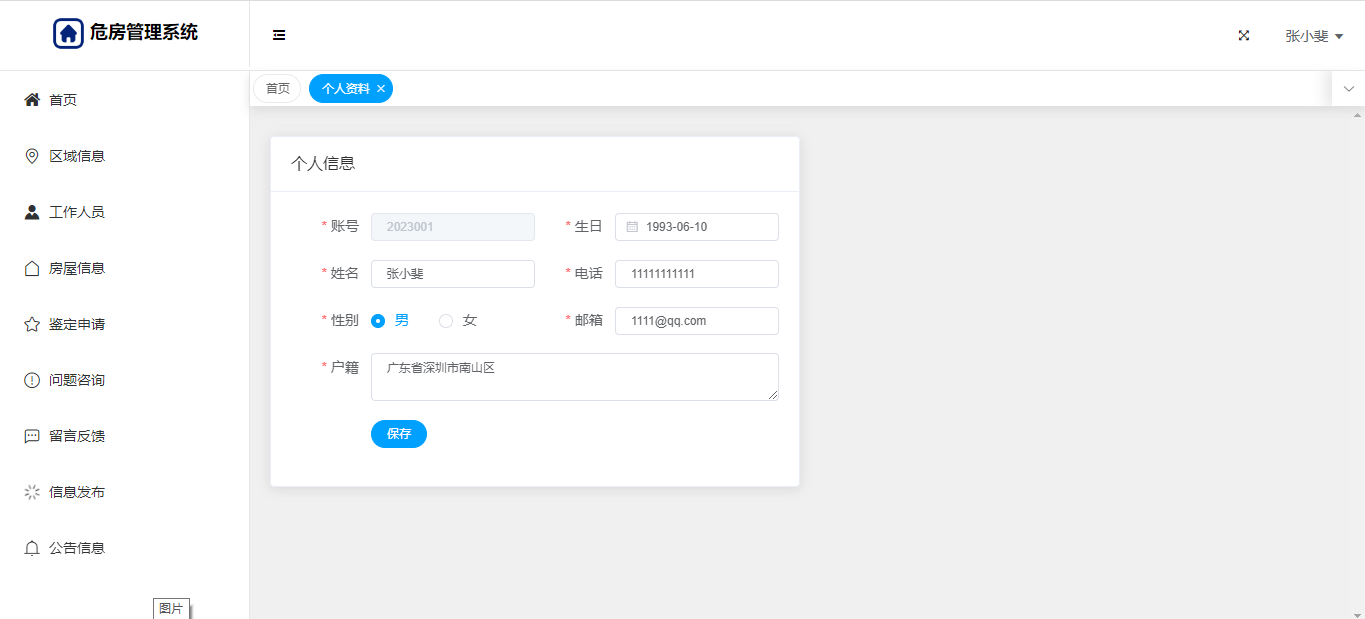 危房管理系统
张小斐
首页
个人资料
首页
区域信息
工作人员
房屋信息
鉴定申请
问题咨询
留言反馈
信息发布
公告信息
图片
个人信息
* 账号 2023001
* 生日 1993-06-10
* 姓名 张小斐
* 电话 11111111111
* 性别 男 女
* 邮箱 1111@qq.com
* 户籍 广东省深圳市南山区
保存